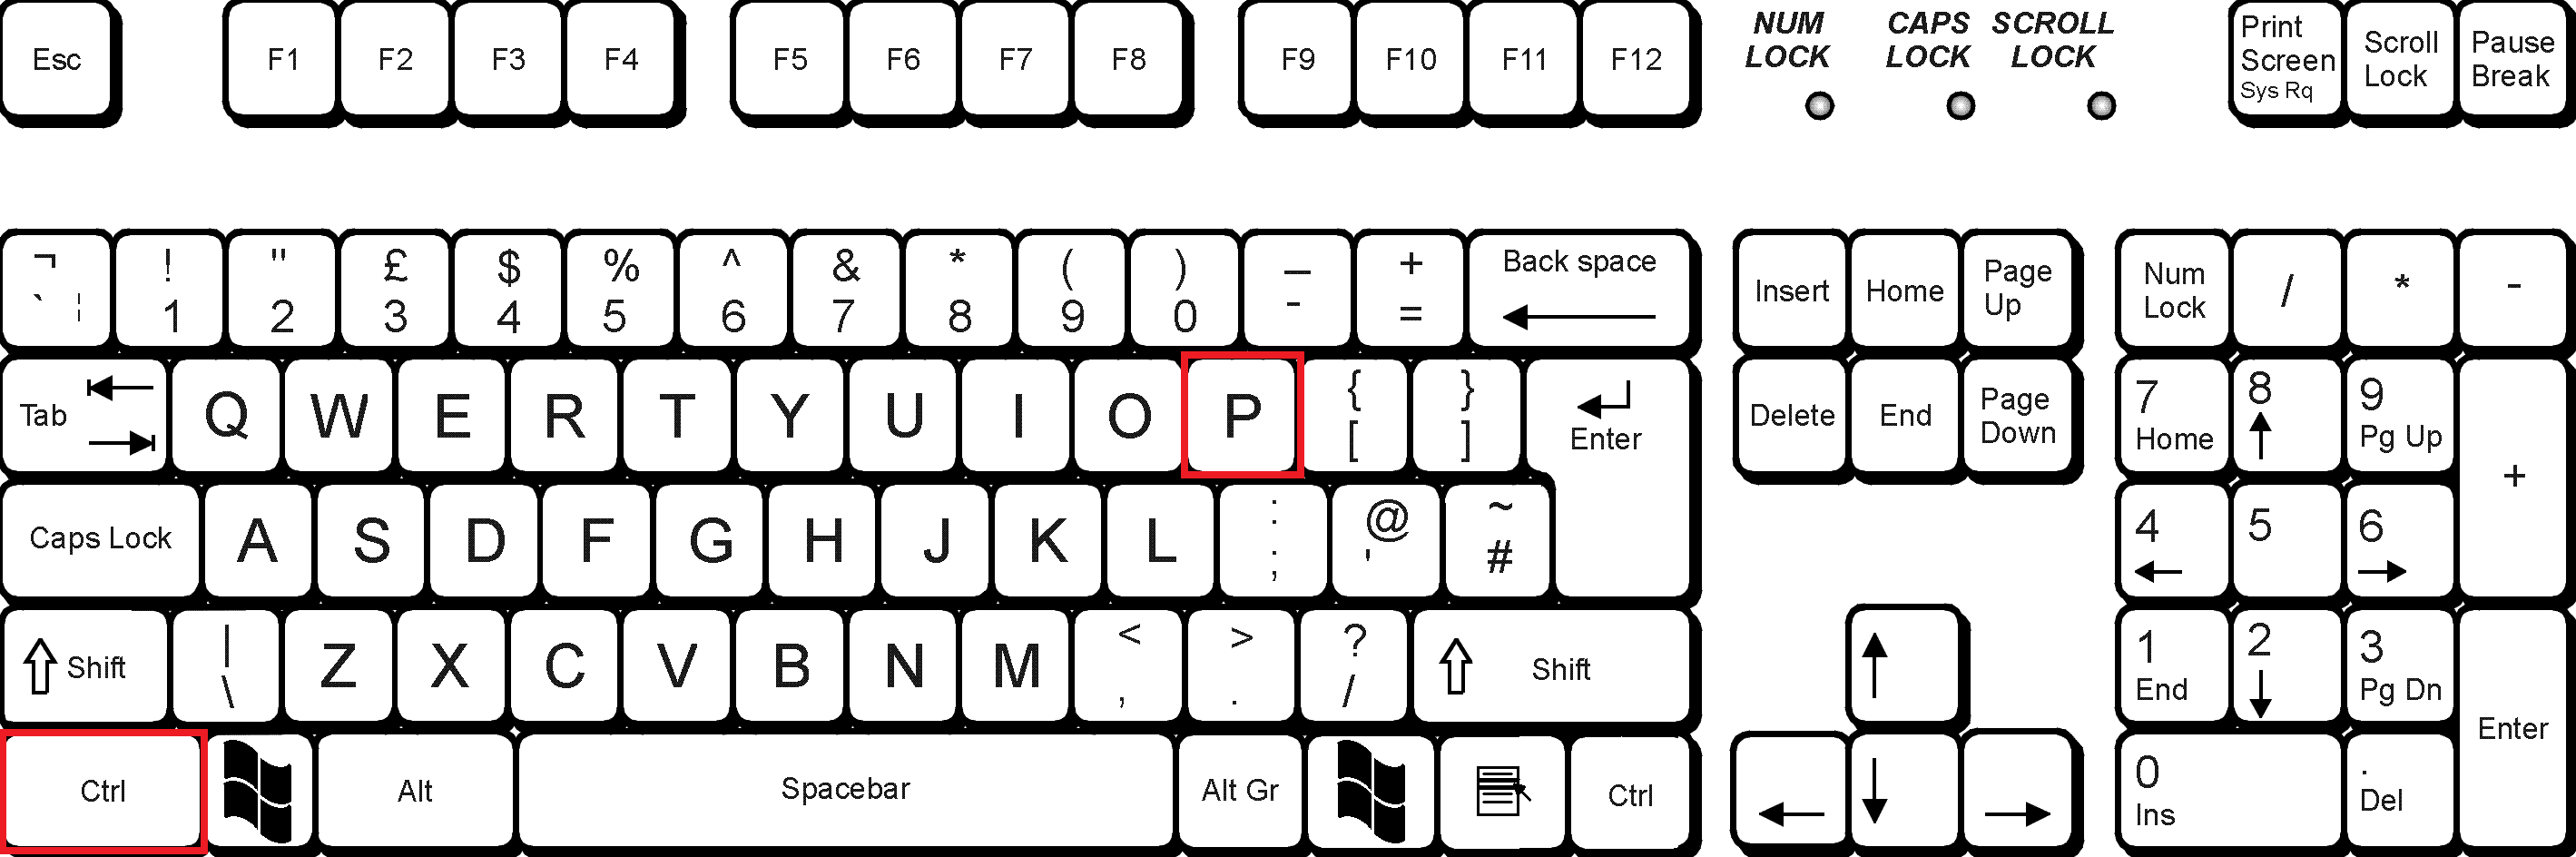 Esc F1 F2 F3 F4 F5 F6 F7 F8 F9 F10 F11 F12
NUM LOCK
CAPS LOCK
SCROLL LOCK
Print Screen Sys Rq
Scroll Lock
Pause Break
¬ ` ¦
! 1
" 2
£ 3
$ 4
% 5
^ 6
& 7
* 8
( 9
) 0
_ -
+ =
Back space
Insert Home Page Up
Num Lock / * -
Tab Q W E R T Y U I O P
{ [
} ]
Enter
Delete End Page Down
7 Home
8
9 Pg Up
+
Caps Lock A S D F G H J K L
: ;
@ '
~ #
4 5 6
Shift
| \
Z X C V B N M
< ,
> .
? /
Shift
1 End
2
3 Pg Dn
Enter
Ctrl Alt Spacebar Alt Gr Ctrl
0 Ins
. Del